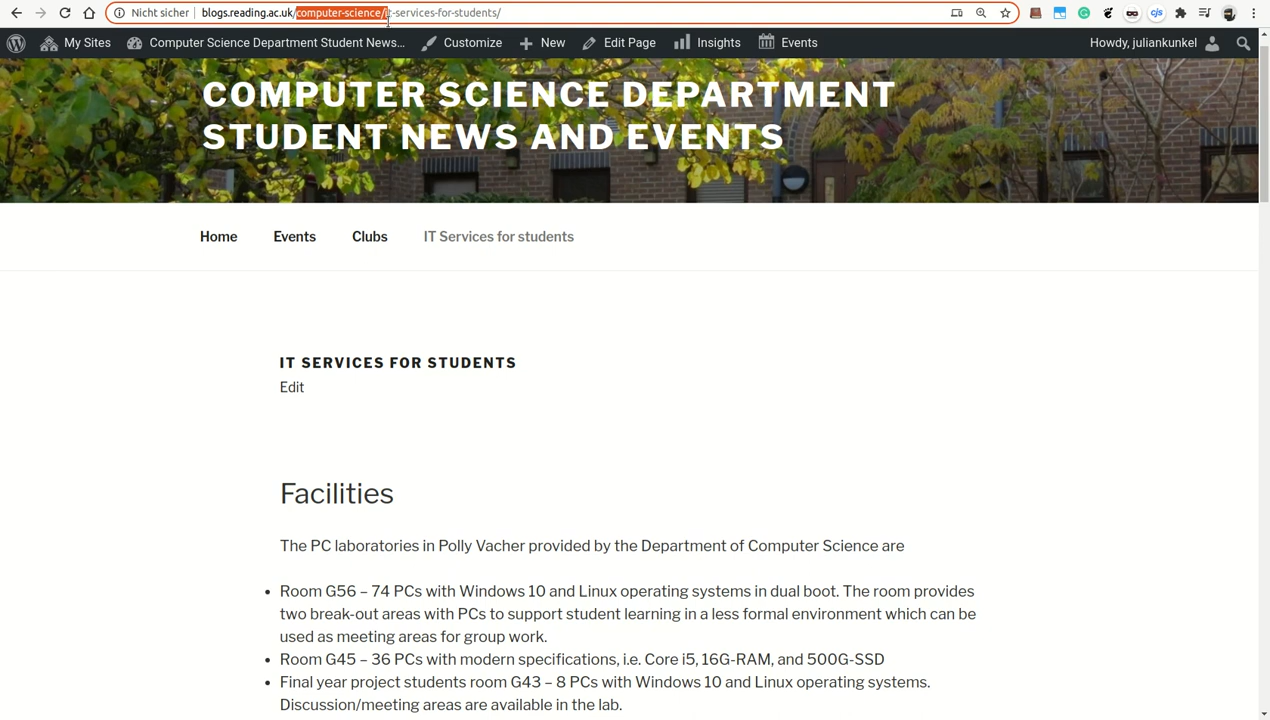 Nicht sicher blogs.reading.ac.uk/computer-science/it-services-for-students/
My Sites Computer Science Department Student News... Customize New Edit Page Insights Events Howdy, juliankunkel
COMPUTER SCIENCE DEPARTMENT
STUDENT NEWS AND EVENTS
Home Events Clubs IT Services for students
IT SERVICES FOR STUDENTS
Edit
Facilities
The PC laboratories in Polly Vacher provided by the Department of Computer Science are
• Room G56 – 74 PCs with Windows 10 and Linux operating systems in dual boot. The room provides
two break-out areas with PCs to support student learning in a less formal environment which can be
used as meeting areas for group work.
• Room G45 – 36 PCs with modern specifications, i.e. Core i5, 16G-RAM, and 500G-SSD
• Final year project students room G43 – 8 PCs with Windows 10 and Linux operating systems.
Discussion/meeting areas are available in the lab.